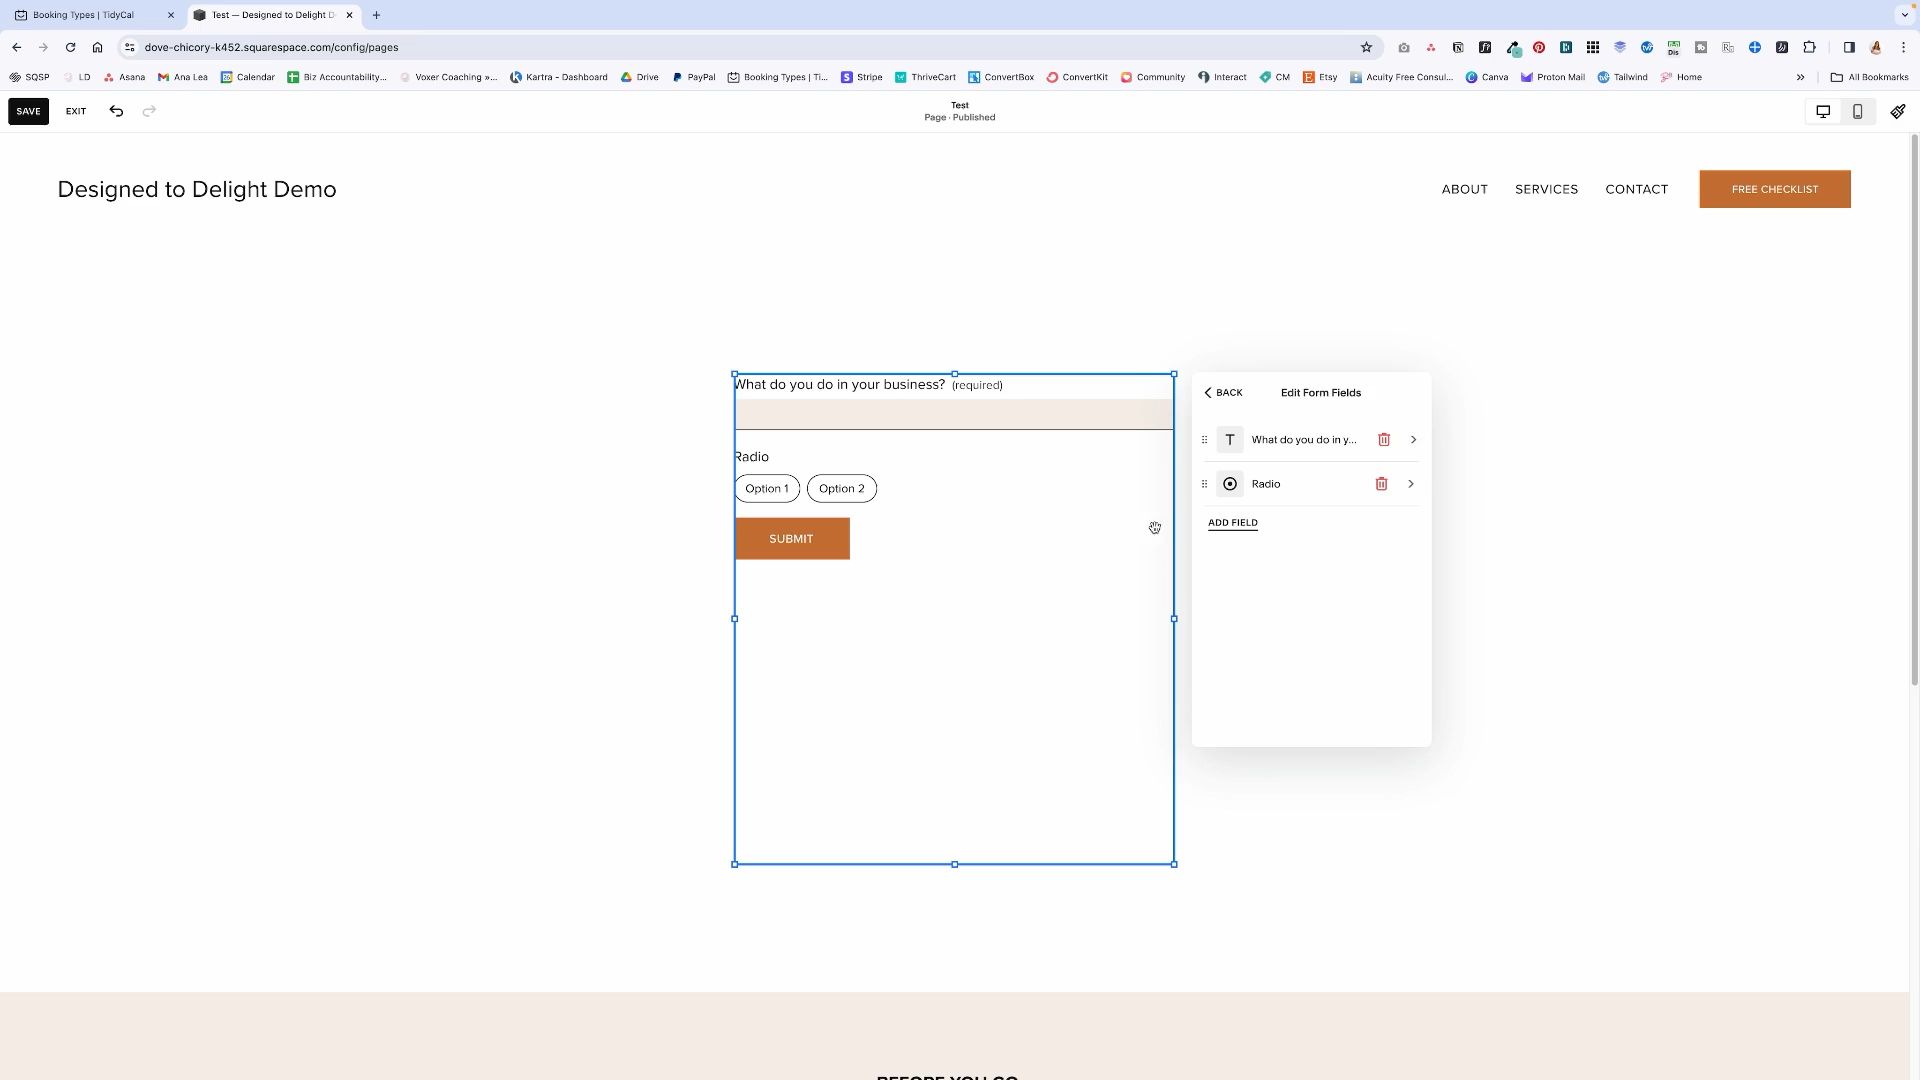 Booking Types | TidyCal
Test — Designed to Delight D
dove-chicory-k452.squarespace.com/config/pages
SQSP
LD
Asana
Ana Lea
Calendar
Biz Accountability...
Voxer Coaching »...
Kartra - Dashboard
Drive
PayPal
Booking Types | Ti...
Stripe
ThriveCart
ConvertBox
ConvertKit
Community
Interact
CM
Etsy
Acuity Free Consul...
Canva
Proton Mail
Tailwind
Home
»
All Bookmarks
SAVE
EXIT
Test
Page · Published
Designed to Delight Demo
ABOUT
SERVICES
CONTACT
FREE CHECKLIST
What do you do in your business? (required)
Radio
Option 1
Option 2
SUBMIT
BACK
Edit Form Fields
T
What do you do in y...
Radio
ADD FIELD
BEFORE YOU GO